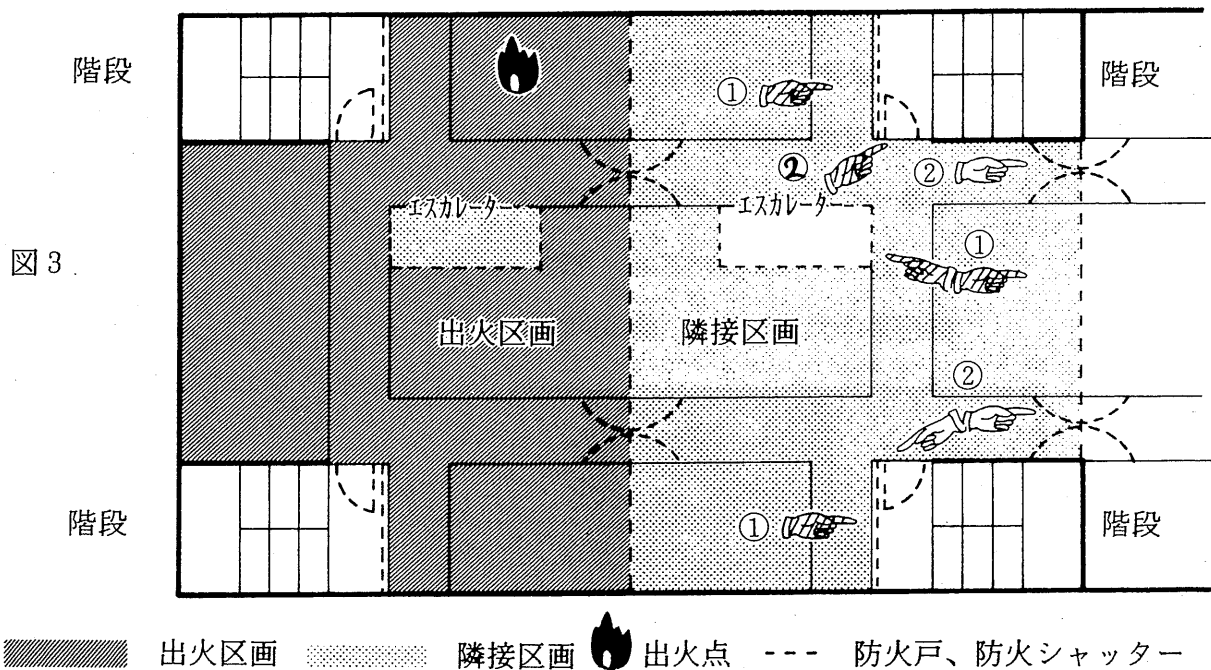 階段
階段
①
②
②
エスカレーター
エスカレーター
①
図3
出火区画
隣接区画
②
階段
①
階段
出火区画
隣接区画
出火点
防火戸、防火シャッター